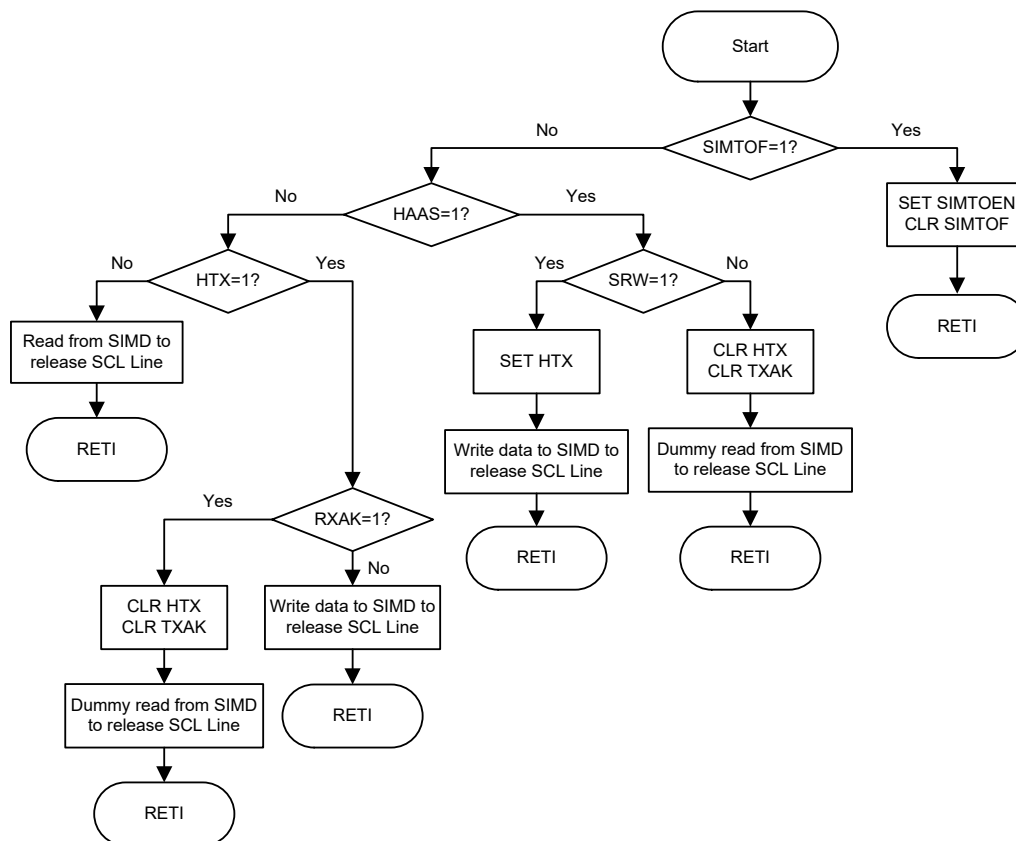 Start
SIMTOF=1?
No
Yes
SET SIMTOEN
CLR SIMTOF
RETI
HAAS=1?
No
Yes
HTX=1?
No
Yes
SRW=1?
Yes
No
Read from SIMD to
release SCL Line
RETI
SET HTX
CLR HTX
CLR TXAK
Write data to SIMD to
release SCL Line
Dummy read from SIMD
to release SCL Line
RETI
RETI
RXAK=1?
Yes
No
CLR HTX
CLR TXAK
Write data to SIMD to
release SCL Line
Dummy read from SIMD
to release SCL Line
RETI
RETI